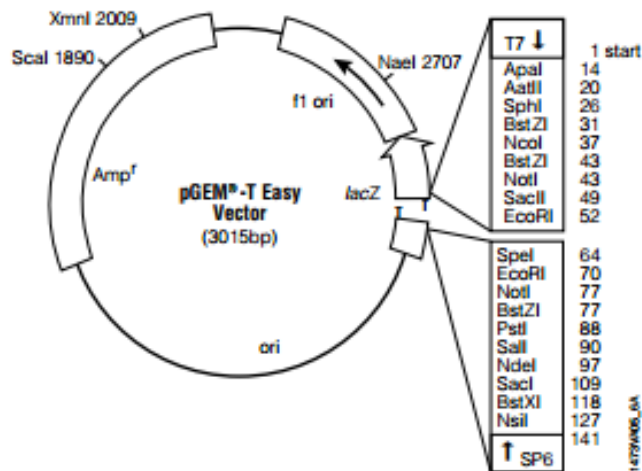 XmnI 2009
ScaI 1890
NaeI 2707
f1 ori
Ampʳ
pGEM®-T Easy
Vector
(3015bp)
lacZ
T T
ori
T7 ↓ 1 start
ApaI 14
AatII 20
SphI 26
BstZI 31
NcoI 37
BstZI 43
NotI 43
SacII 49
EcoRI 52
SpeI 64
EcoRI 70
NotI 77
BstZI 77
PstI 88
SalI 90
NdeI 97
SacI 109
BstXI 118
NsiI 127
141
↑ SP6